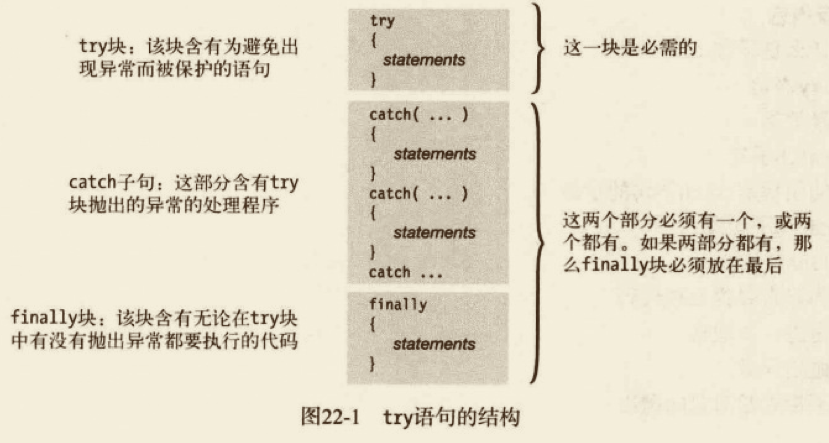 try块：该块含有为避免出
现异常而被保护的语句
try
{
statements
}
这一块是必需的
catch子句：这部分含有try
块抛出的异常的处理程序
catch( ... )
{
statements
}
catch( ... )
{
statements
}
catch ...
finally块：该块含有无论在try块
中有没有抛出异常都要执行的代码
finally
{
statements
}
这两个部分必须有一个，或两
个都有。如果两部分都有，那
么finally块必须放在最后
图22-1 try语句的结构